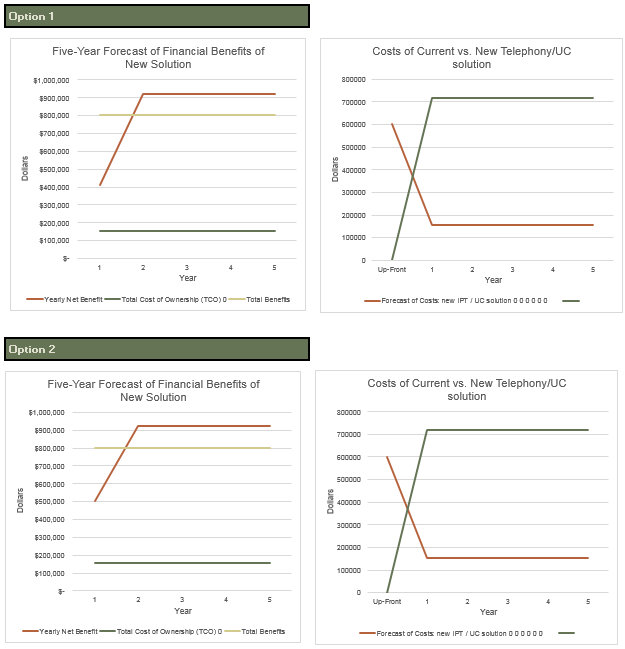 Option 1
Five-Year Forecast of Financial Benefits of
New Solution
$1,000,000
$900,000
$800,000
$700,000
$600,000
$500,000
$400,000
$300,000
$200,000
$100,000
$-
Dollars
1 2 3 4 5
Year
Yearly Net Benefit Total Cost of Ownership (TCO) 0 Total Benefits
Costs of Current vs. New Telephony/UC
solution
800000
700000
600000
500000
400000
300000
200000
100000
0
Dollars
Up-Front 1 2 3 4 5
Year
Forecast of Costs: new IPT / UC solution 0 0 0 0 0 0
Option 2
Five-Year Forecast of Financial Benefits of
New Solution
$1,000,000
$900,000
$800,000
$700,000
$600,000
$500,000
$400,000
$300,000
$200,000
$100,000
$-
Dollars
1 2 3 4 5
Year
Yearly Net Benefit Total Cost of Ownership (TCO) 0 Total Benefits
Costs of Current vs. New Telephony/UC
solution
800000
700000
600000
500000
400000
300000
200000
100000
0
Dollars
Up-Front 1 2 3 4 5
Year
Forecast of Costs: new IPT / UC solution 0 0 0 0 0 0